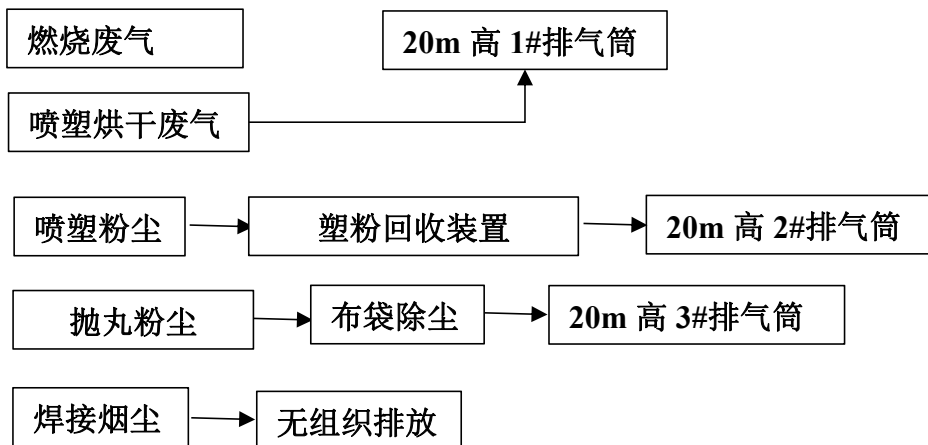 燃烧废气
20m 高 1#排气筒
喷塑烘干废气
喷塑粉尘
塑粉回收装置
20m 高 2#排气筒
抛丸粉尘
布袋除尘
20m 高 3#排气筒
焊接烟尘
无组织排放